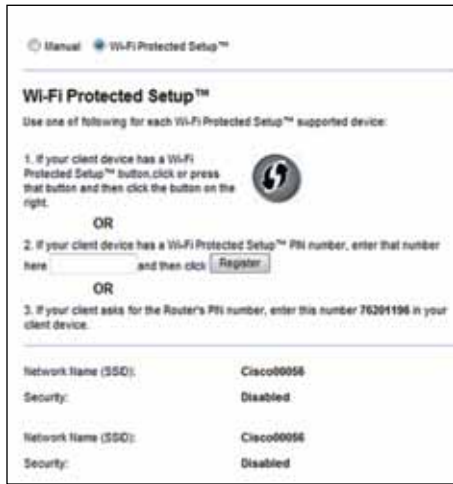 Manual Wi-Fi Protected Setup™
Wi-Fi Protected Setup™
Use one of following for each Wi-Fi Protected Setup™ supported device:
1. If your client device has a Wi-Fi
Protected Setup™ button,click or press
that button and then click the button on the
right.
OR
2. If your client device has a Wi-Fi Protected Setup™ PIN number, enter that number
here and then click Register
OR
3. If your client asks for the Router's PIN number, enter this number 76201196 in your
client device.
Network Name (SSID): Cisco00056
Security: Disabled
Network Name (SSID): Cisco00056
Security: Disabled